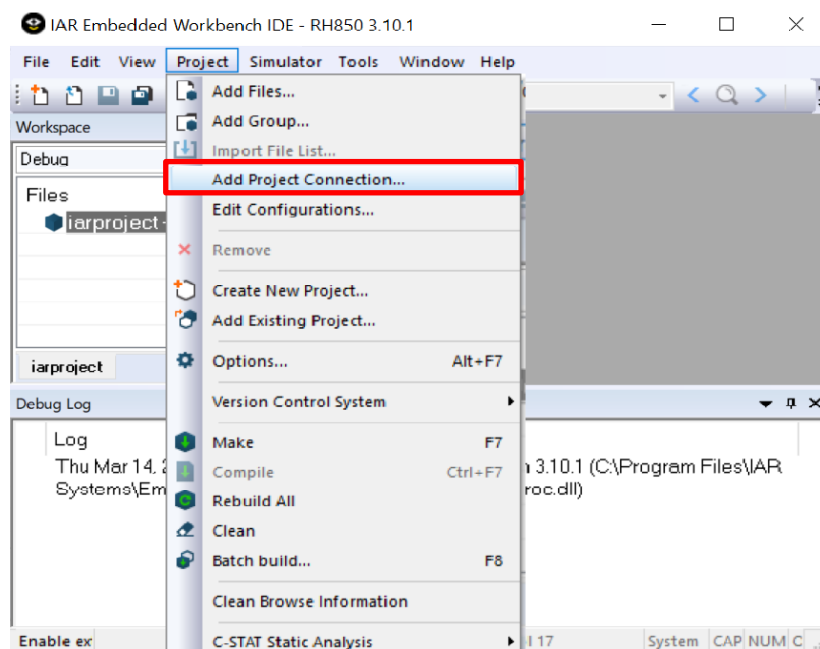 IAR Embedded Workbench IDE - RH850 3.10.1
File Edit View Project Simulator Tools Window Help
Workspace
Debug
Files
iarproject
iarproject
Add Files...
Add Group...
Import File List...
Add Project Connection...
Edit Configurations...
Remove
Create New Project...
Add Existing Project...
Options... Alt+F7
Version Control System
Make F7
Compile Ctrl+F7
Rebuild All
Clean
Batch build... F8
Clean Browse Information
C-STAT Static Analysis
Debug Log
Log
Thu Mar 14, 3.10.1 (C:\Program Files\IAR
Systems\Em roc.dll)
Enable ex 17 System CAP NUM